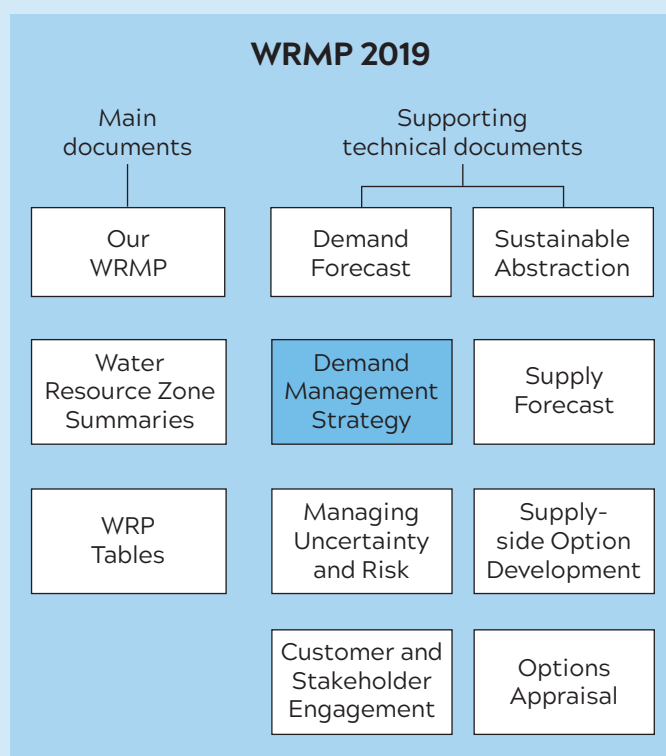 WRMP 2019
Main
documents
Supporting
technical documents
Our
WRMP
Demand
Forecast
Sustainable
Abstraction
Water
Resource Zone
Summaries
Demand
Management
Strategy
Supply
Forecast
WRP
Tables
Managing
Uncertainty
and Risk
Supply-
side Option
Development
Customer and
Stakeholder
Engagement
Options
Appraisal